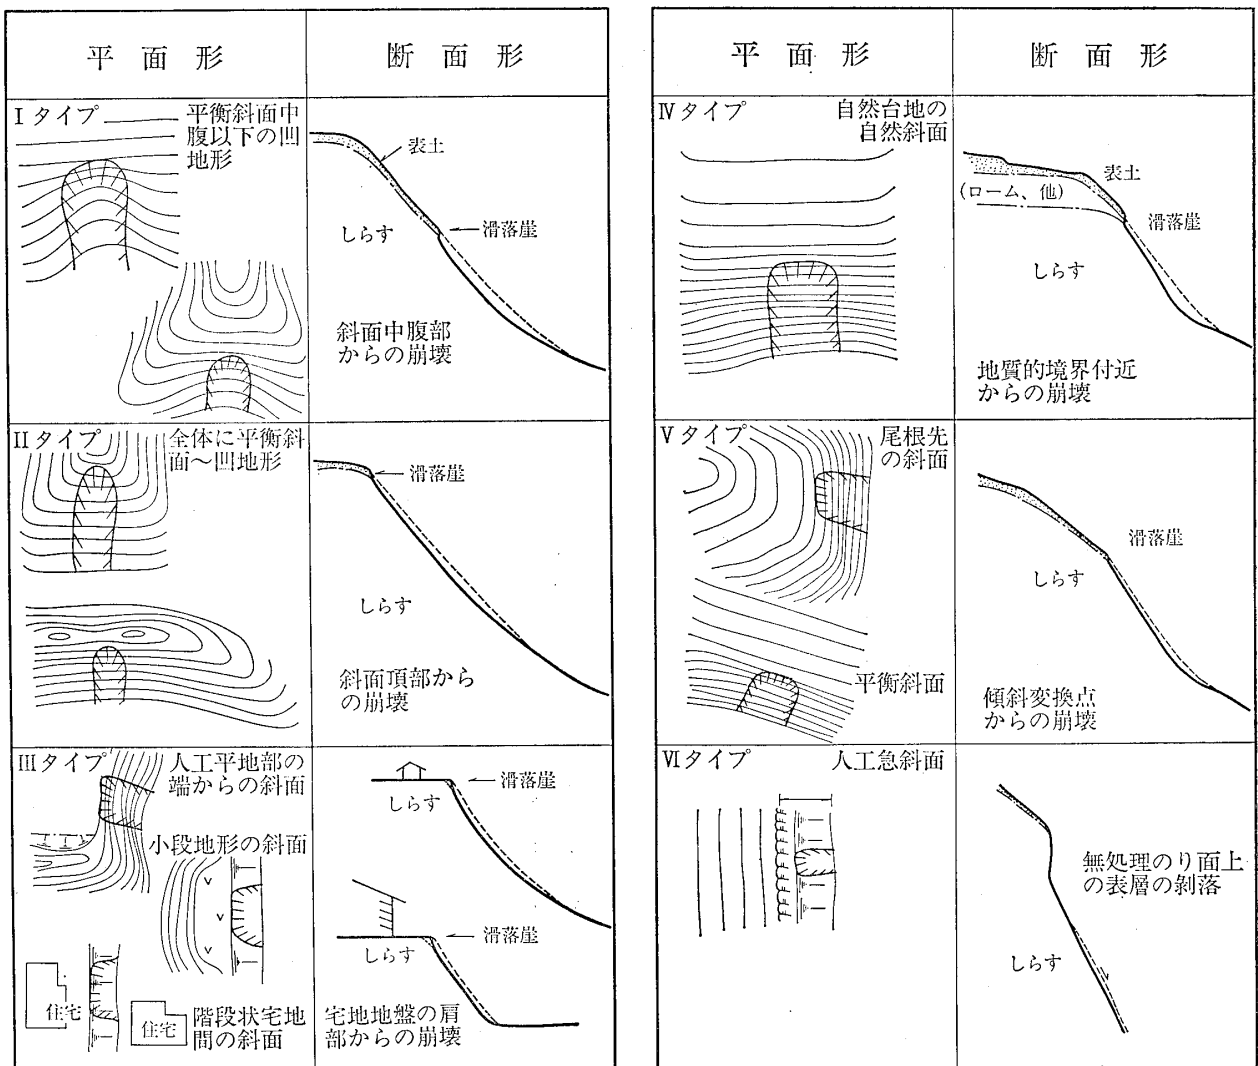 平面形
断面形
Iタイプ
平衡斜面中
腹以下の凹
地形
表土
滑落崖
しらす
斜面中腹部
からの崩壊
IIタイプ
全体に平衡斜
面〜凹地形
滑落崖
しらす
斜面頂部から
の崩壊
IIIタイプ
人工平地部の
端からの斜面
小段地形の斜面
住宅
住宅
階段状宅地
間の斜面
滑落崖
しらす
滑落崖
しらす
宅地地盤の肩
部からの崩壊
平面形
断面形
IVタイプ
自然台地の
自然斜面
表土
(ローム、他)
滑落崖
しらす
地質的境界付近
からの崩壊
Vタイプ
尾根先
の斜面
平衡斜面
滑落崖
しらす
傾斜変換点
からの崩壊
VIタイプ
人工急斜面
無処理のり面上
の表層の剝落
しらす